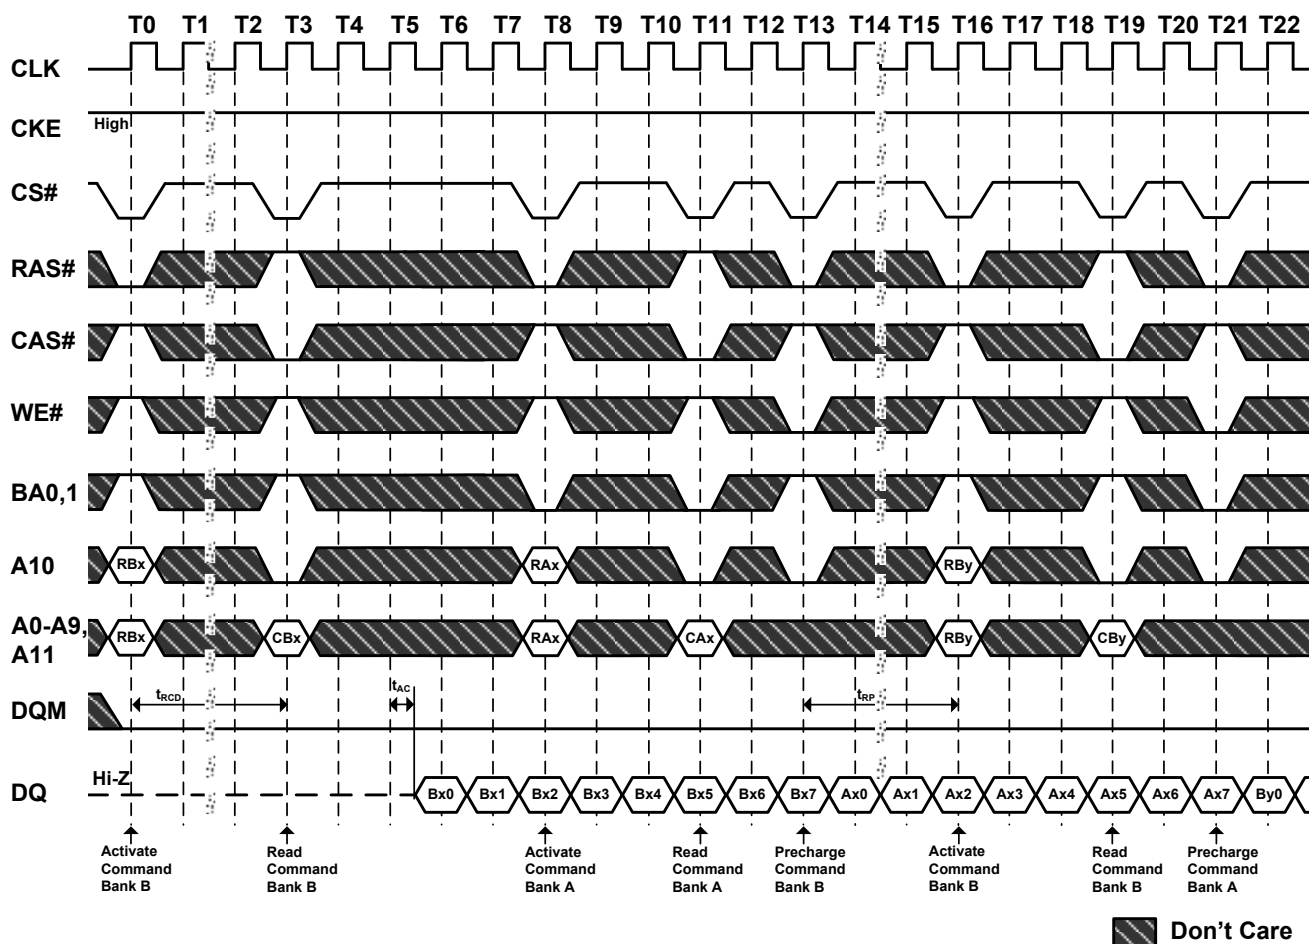 T0 T1 T2 T3 T4 T5 T6 T7 T8 T9 T10 T11 T12 T13 T14 T15 T16 T17 T18 T19 T20 T21 T22
CLK
CKE
High
CS#
RAS#
CAS#
WE#
BA0,1
A10
RBx RAx RBy
A0-A9,
A11
RBx CBx RAx CAx RBy CBy
DQM
tRCD tAC tRP
DQ
Hi-Z
Bx0 Bx1 Bx2 Bx3 Bx4 Bx5 Bx6 Bx7 Ax0 Ax1 Ax2 Ax3 Ax4 Ax5 Ax6 Ax7 By0
Activate
Command
Bank B
Read
Command
Bank B
Activate
Command
Bank A
Read
Command
Bank A
Precharge
Command
Bank B
Activate
Command
Bank B
Read
Command
Bank B
Precharge
Command
Bank A
Don't Care